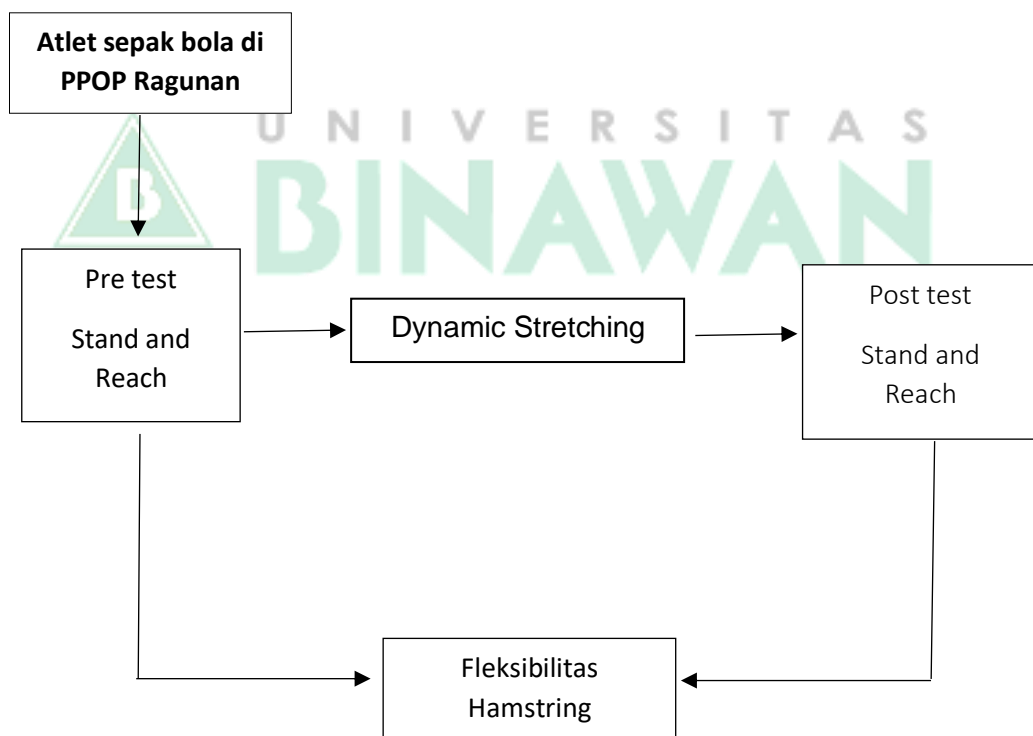 Atlet sepak bola di
PPOP Ragunan
UNIVERSITAS
B
BINAWAN
Pre test
Stand and
Reach
Dynamic Stretching
Post test
Stand and
Reach
Fleksibilitas
Hamstring